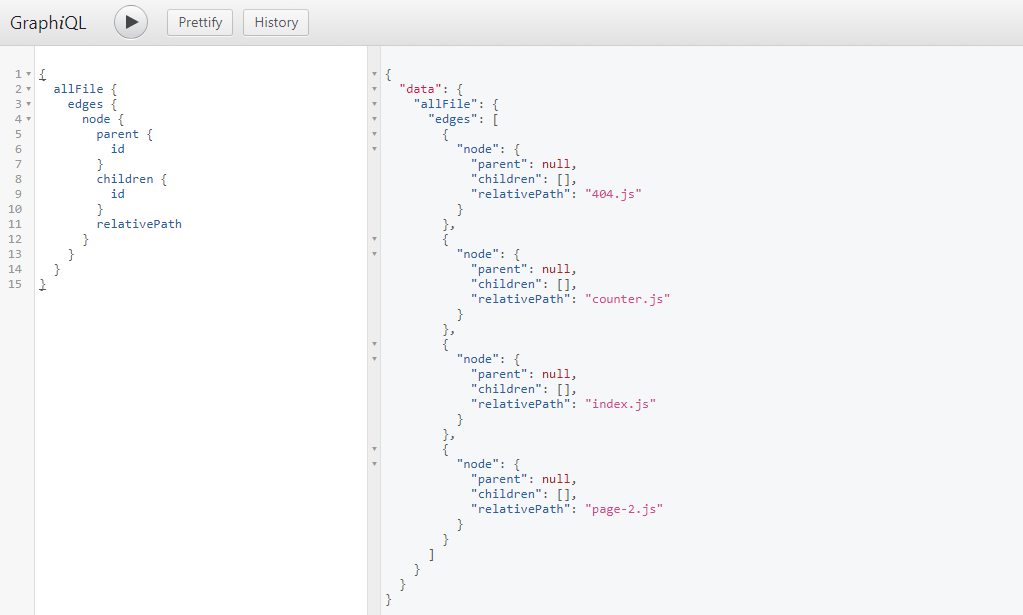 GraphiQL
Prettify
History
1 {
2   allFile {
3     edges {
4       node {
5         parent {
6           id
7         }
8         children {
9           id
10         }
11         relativePath
12       }
13     }
14   }
15 }
{
  "data": {
    "allFile": {
      "edges": [
        {
          "node": {
            "parent": null,
            "children": [],
            "relativePath": "404.js"
          }
        },
        {
          "node": {
            "parent": null,
            "children": [],
            "relativePath": "counter.js"
          }
        },
        {
          "node": {
            "parent": null,
            "children": [],
            "relativePath": "index.js"
          }
        },
        {
          "node": {
            "parent": null,
            "children": [],
            "relativePath": "page-2.js"
          }
        }
      ]
    }
  }
}